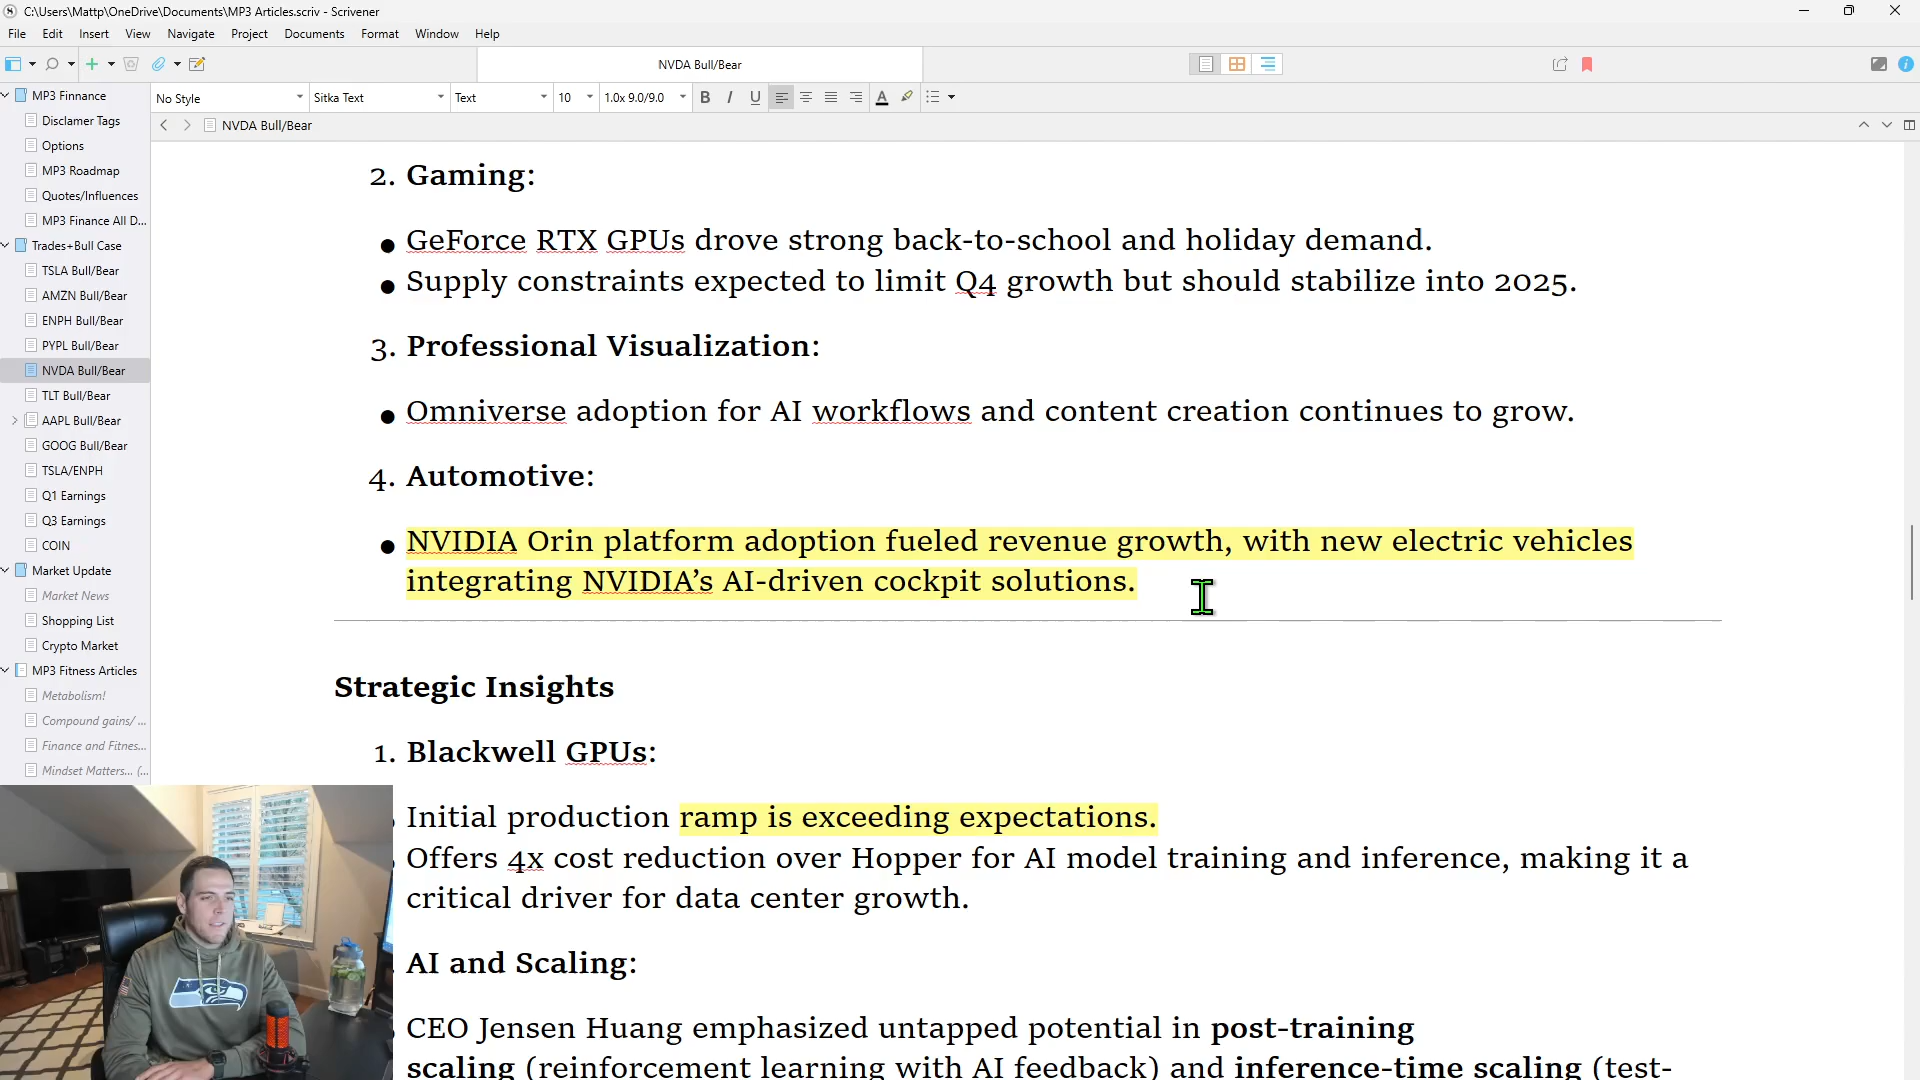 C:\Users\Mattp\OneDrive\Documents\MP3 Articles.scriv - Scrivener
File Edit Insert View Navigate Project Documents Format Window Help
NVDA Bull/Bear
No Style Sitka Text Text 10 1.0x 9.0/9.0 B I U A
NVDA Bull/Bear
MP3 Finnance
Disclamer Tags
Options
MP3 Roadmap
Quotes/Influences
MP3 Finance All D...
Trades+Bull Case
TSLA Bull/Bear
AMZN Bull/Bear
ENPH Bull/Bear
PYPL Bull/Bear
NVDA Bull/Bear
TLT Bull/Bear
AAPL Bull/Bear
GOOG Bull/Bear
TSLA/ENPH
Q1 Earnings
Q3 Earnings
COIN
Market Update
Market News
Shopping List
Crypto Market
MP3 Fitness Articles
Metabolism!
Compound gains/ ...
Finance and Fitnes...
Mindset Matters... (...
2. Gaming:
● GeForce RTX GPUs drove strong back-to-school and holiday demand.
● Supply constraints expected to limit Q4 growth but should stabilize into 2025.
3. Professional Visualization:
● Omniverse adoption for AI workflows and content creation continues to grow.
4. Automotive:
● NVIDIA Orin platform adoption fueled revenue growth, with new electric vehicles
integrating NVIDIA’s AI-driven cockpit solutions.
Strategic Insights
1. Blackwell GPUs:
Initial production ramp is exceeding expectations.
Offers 4x cost reduction over Hopper for AI model training and inference, making it a
critical driver for data center growth.
AI and Scaling:
CEO Jensen Huang emphasized untapped potential in post-training
scaling (reinforcement learning with AI feedback) and inference-time scaling (test-